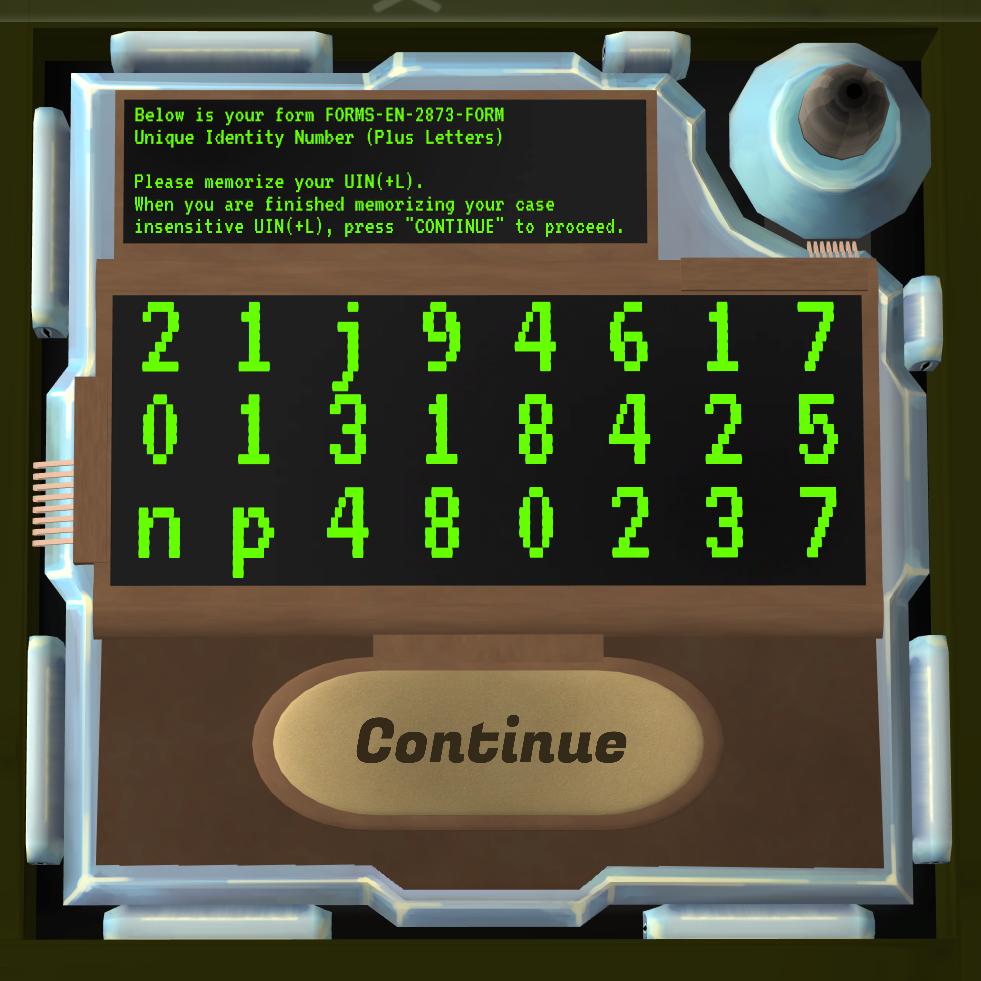 Below is your form FORMS-EN-2873-FORM
Unique Identity Number (Plus Letters)
Please memorize your UIN(+L).
When you are finished memorizing your case
insensitive UIN(+L), press "CONTINUE" to proceed.
2 1 j 9 4 6 1 7
0 1 3 1 8 4 2 5
n p 4 8 0 2 3 7
Continue